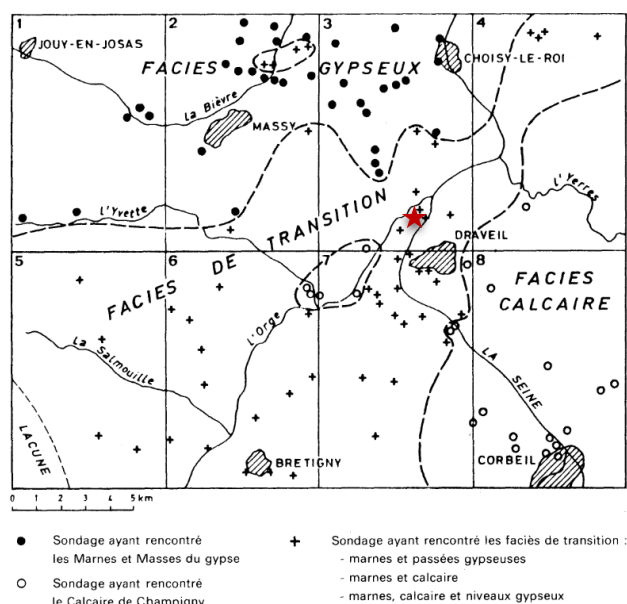 1
2
3
4
JOUY-EN-JOSAS
FACIES GYPSEUX
CHOISY-LE-ROI
La Bièvre
MASSY
L'Yvette
L'Yerres
FACIES DE TRANSITION
DRAVEIL
5
6
7
8
FACIES
CALCAIRE
L'Orge
La Salmouille
LA SEINE
LACUNE
BRETIGNY
CORBEIL
0 1 2 3 4 5 km
Sondage ayant rencontré
les Marnes et Masses du gypse
Sondage ayant rencontré
le Calcaire de Champigny
Sondage ayant rencontré les faciès de transition :
- marnes et passées gypseuses
- marnes et calcaire
- marnes, calcaire et niveaux gypseux